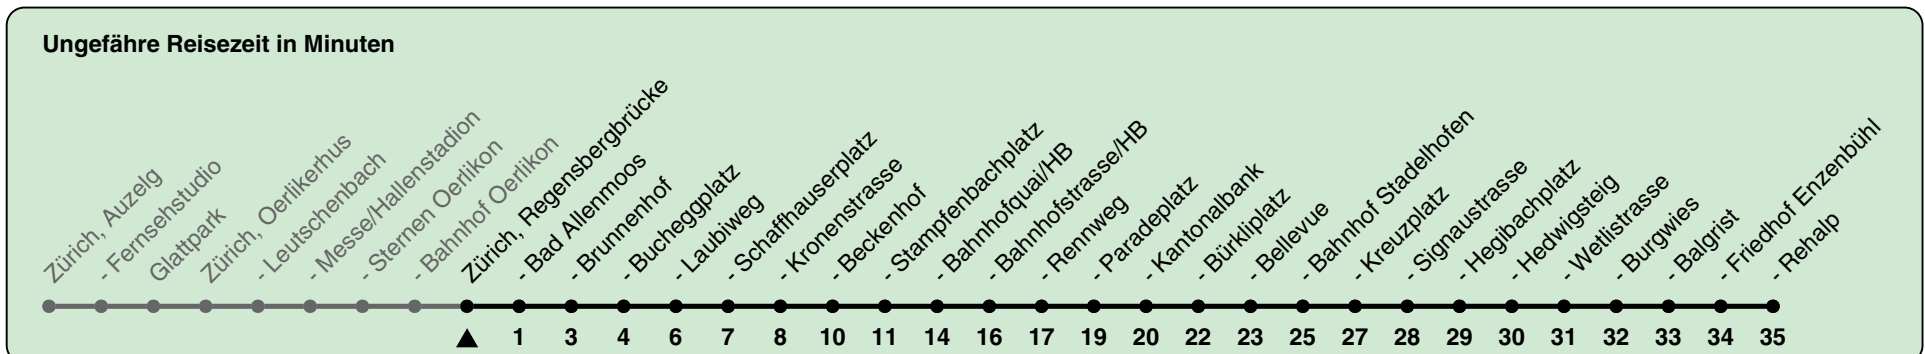 Ungefähre Reisezeit in Minuten
Zürich, Auzelg
- Fernsehstudio
Glattpark
Zürich, Oerlikerhus
- Leutschenbach
- Messe/Hallenstadion
- Sternen Oerlikon
- Bahnhof Oerlikon
Zürich, Regensbergbrücke
- Bad Allenmoos
- Brunnenhof
- Bucheggplatz
- Laubiweg
- Schaffhauserplatz
- Kronenstrasse
- Beckenhof
- Stampfenbachplatz
- Bahnhofquai/HB
- Bahnhofstrasse/HB
- Rennweg
- Paradeplatz
- Kantonalbank
- Bürkliplatz
- Bellevue
- Bahnhof Stadelhofen
- Kreuzplatz
- Signaustrasse
- Hegibachplatz
- Hedwigsteig
- Wetlistrasse
- Burgwies
- Balgrist
- Friedhof Enzenbühl
- Rehalp
1 3 4 6 7 8 10 11 14 16 17 19 20 22 23 25 27 28 29 30 31 32 33 34 35